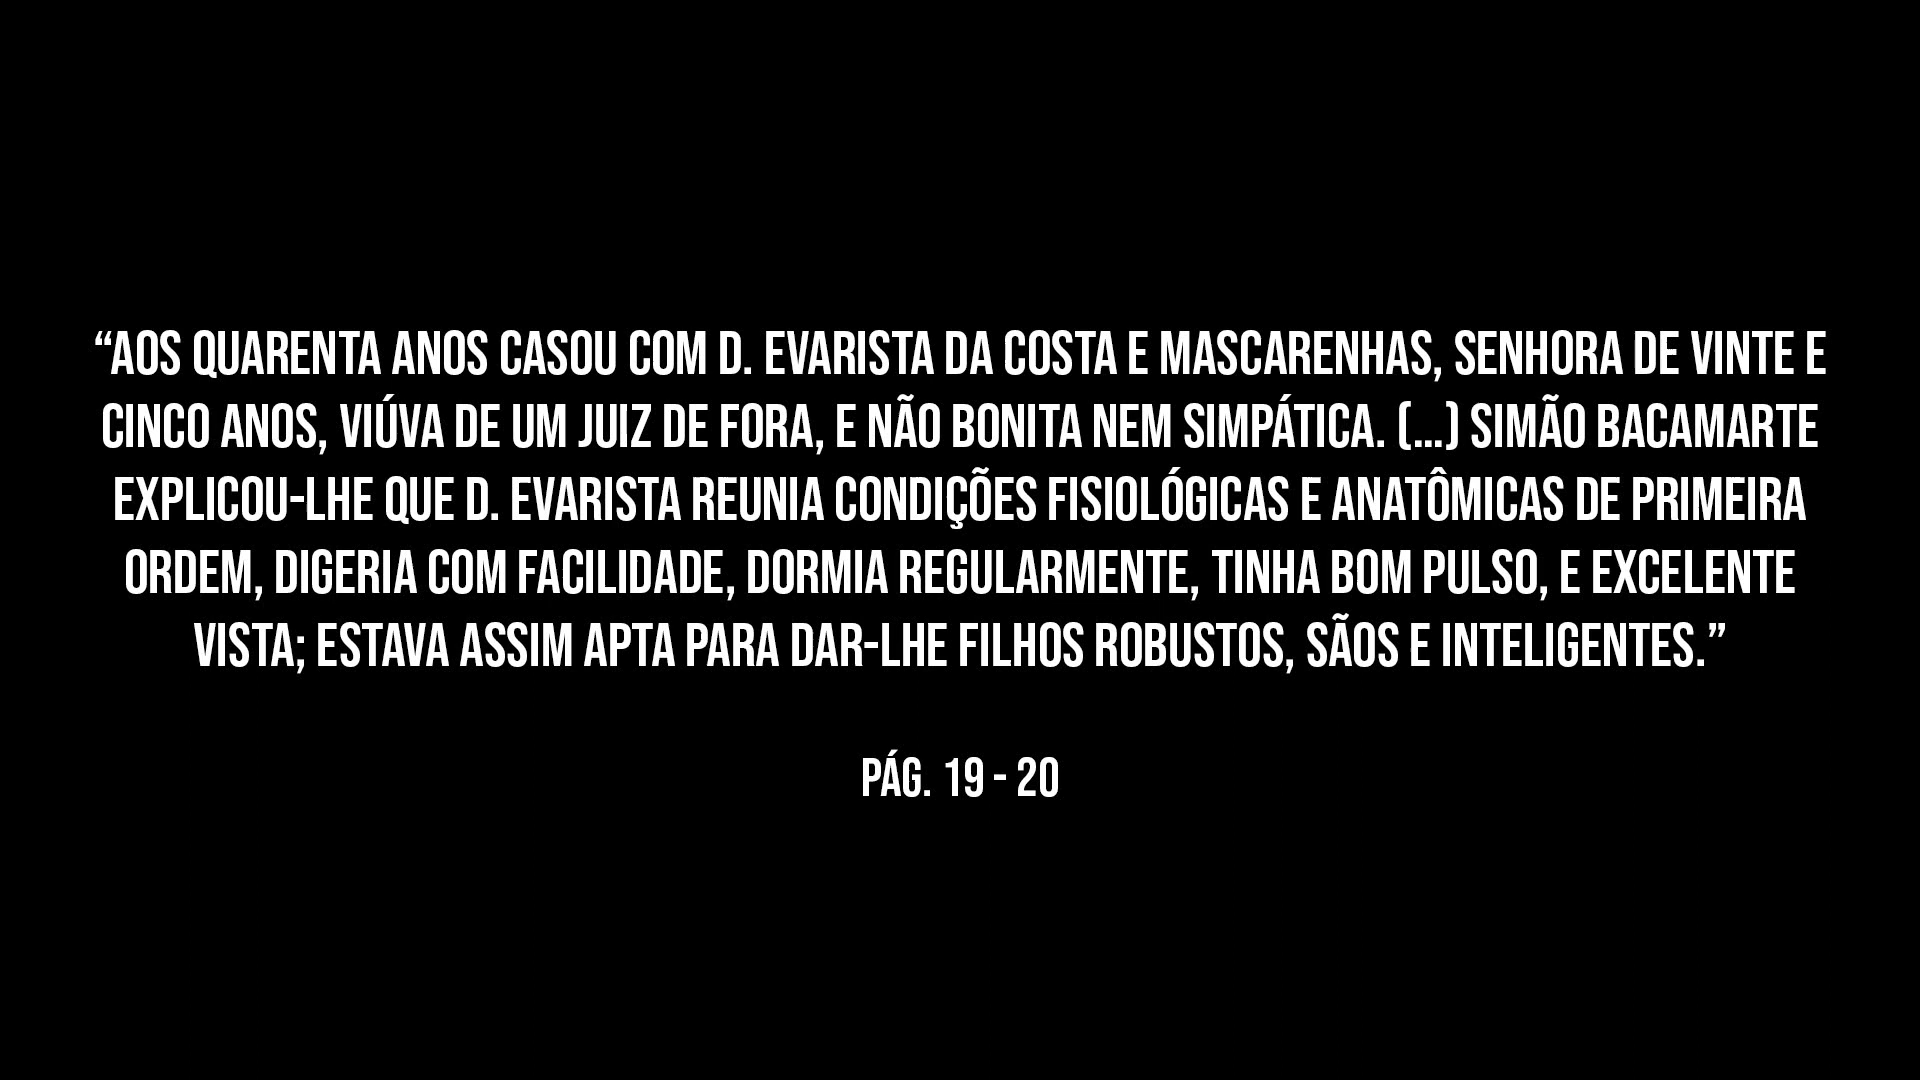 “AOS QUARENTA ANOS CASOU COM D. EVARISTA DA COSTA E MASCARENHAS, SENHORA DE VINTE E
CINCO ANOS, VIÚVA DE UM JUIZ DE FORA, E NÃO BONITA NEM SIMPÁTICA. (...) SIMÃO BACAMARTE
EXPLICOU-LHE QUE D. EVARISTA REUNIA CONDIÇÕES FISIOLÓGICAS E ANATÔMICAS DE PRIMEIRA
ORDEM, DIGERIA COM FACILIDADE, DORMIA REGULARMENTE, TINHA BOM PULSO, E EXCELENTE
VISTA; ESTAVA ASSIM APTA PARA DAR-LHE FILHOS ROBUSTOS, SÃOS E INTELIGENTES.”
PÁG. 19 - 20